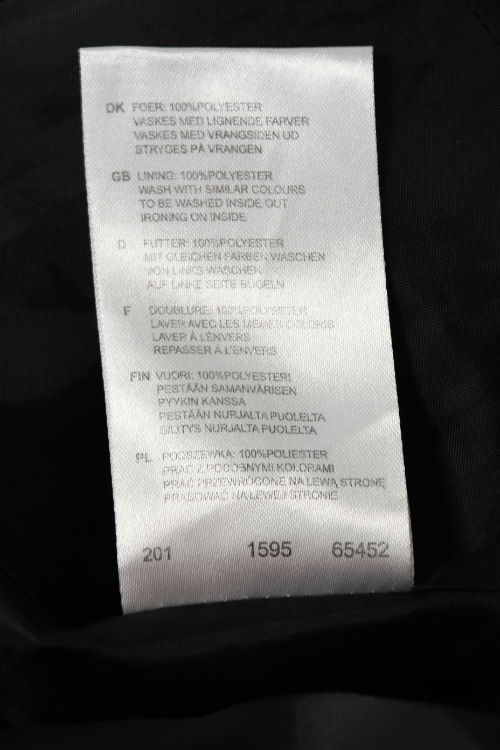 DK FOER: 100%POLYESTER
VASKES MED LIGNENDE FARVER
VASKES MED VRANGSIDEN UD
STRYGES PÅ VRANGEN
GB LINING: 100%POLYESTER
WASH WITH SIMILAR COLOURS
TO BE WASHED INSIDE OUT
IRONING ON INSIDE
D FUTTER: 100%POLYESTER
MIT GLEICHEN FARBEN WASCHEN
VON LINKS WASCHEN
AUF LINKE SEITE BÜGELN
F DOUBLURE: 100%POLYESTER
LAVER AVEC LES MÊMES COLORIS
LAVER À L'ENVERS
REPASSER À L'ENVERS
FIN VUORI: 100%POLYESTERI
PESTÄÄN SAMANVÄRISEN
PYYKIN KANSSA
PESTÄÄN NURJALTA PUOLELTA
SILITYS NURJALTA PUOLELTA
PL PODSZEWKA: 100%POLIESTER
PRAĆ Z PODOBNYMI KOLORAMI
PRAĆ PRZEWRÓCONE NA LEWĄ STRONĘ
PRASOWAĆ NA LEWEJ STRONIE
201 1595 65452